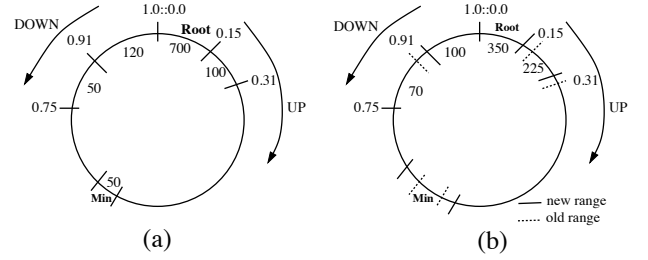 1.0::0.0
DOWN
Root
0.15
0.91
120
700
100
0.31
50
0.75
UP
50
Min
(a)
1.0::0.0
DOWN
Root
0.15
0.91
100
350
225
0.31
70
0.75
UP
Min
new range
old range
(b)